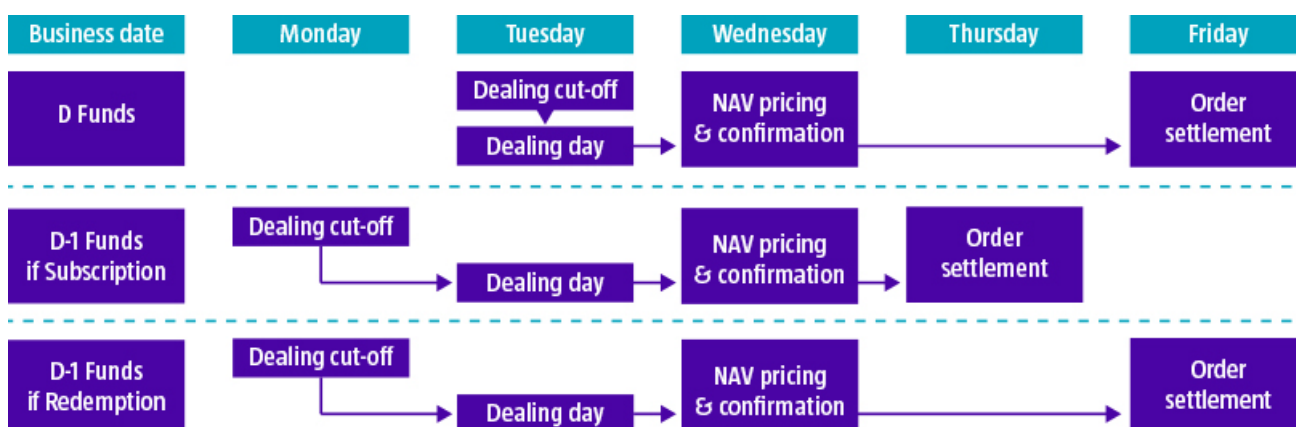 Business date Monday Tuesday Wednesday Thursday Friday
D Funds
Dealing cut-off
Dealing day
NAV pricing
& confirmation
Order
settlement
D-1 Funds
if Subscription
Dealing cut-off
Dealing day
NAV pricing
& confirmation
Order
settlement
D-1 Funds
if Redemption
Dealing cut-off
Dealing day
NAV pricing
& confirmation
Order
settlement